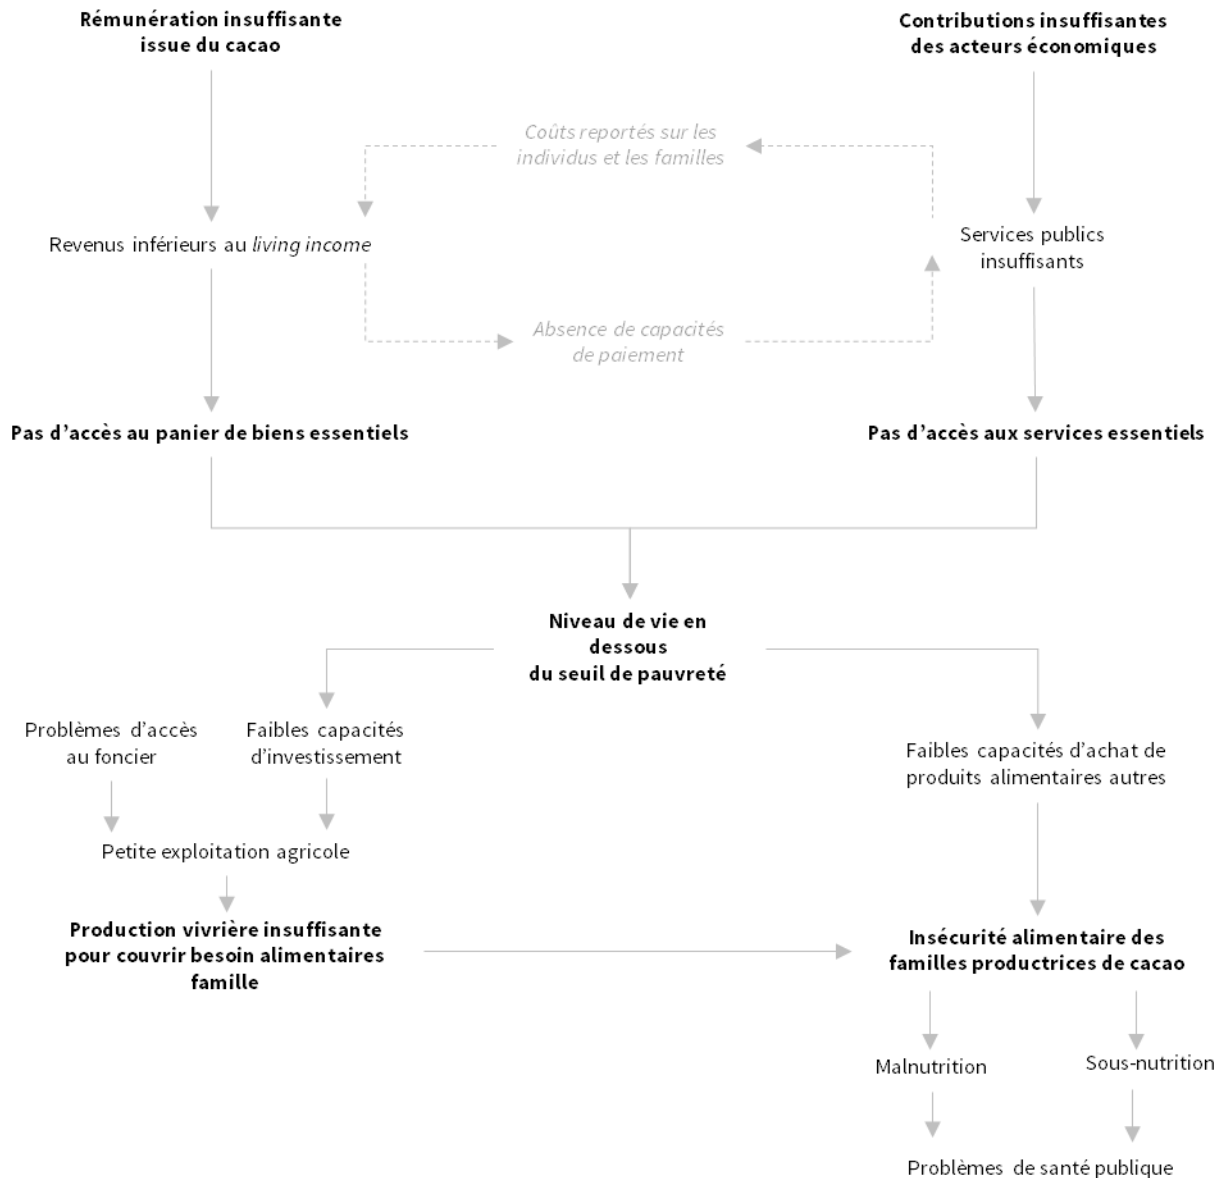 Rémunération insuffisante
issue du cacao
Contributions insuffisantes
des acteurs économiques
Coûts reportés sur les
individus et les familles
Revenus inférieurs au living income
Services publics
insuffisants
Absence de capacités
de paiement
Pas d'accès au panier de biens essentiels
Pas d'accès aux services essentiels
Niveau de vie en
dessous
du seuil de pauvreté
Problèmes d'accès
au foncier
Faibles capacités
d'investissement
Faibles capacités d'achat de
produits alimentaires autres
Petite exploitation agricole
Production vivrière insuffisante
pour couvrir besoin alimentaires
famille
Insécurité alimentaire des
familles productrices de cacao
Malnutrition
Sous-nutrition
Problèmes de santé publique